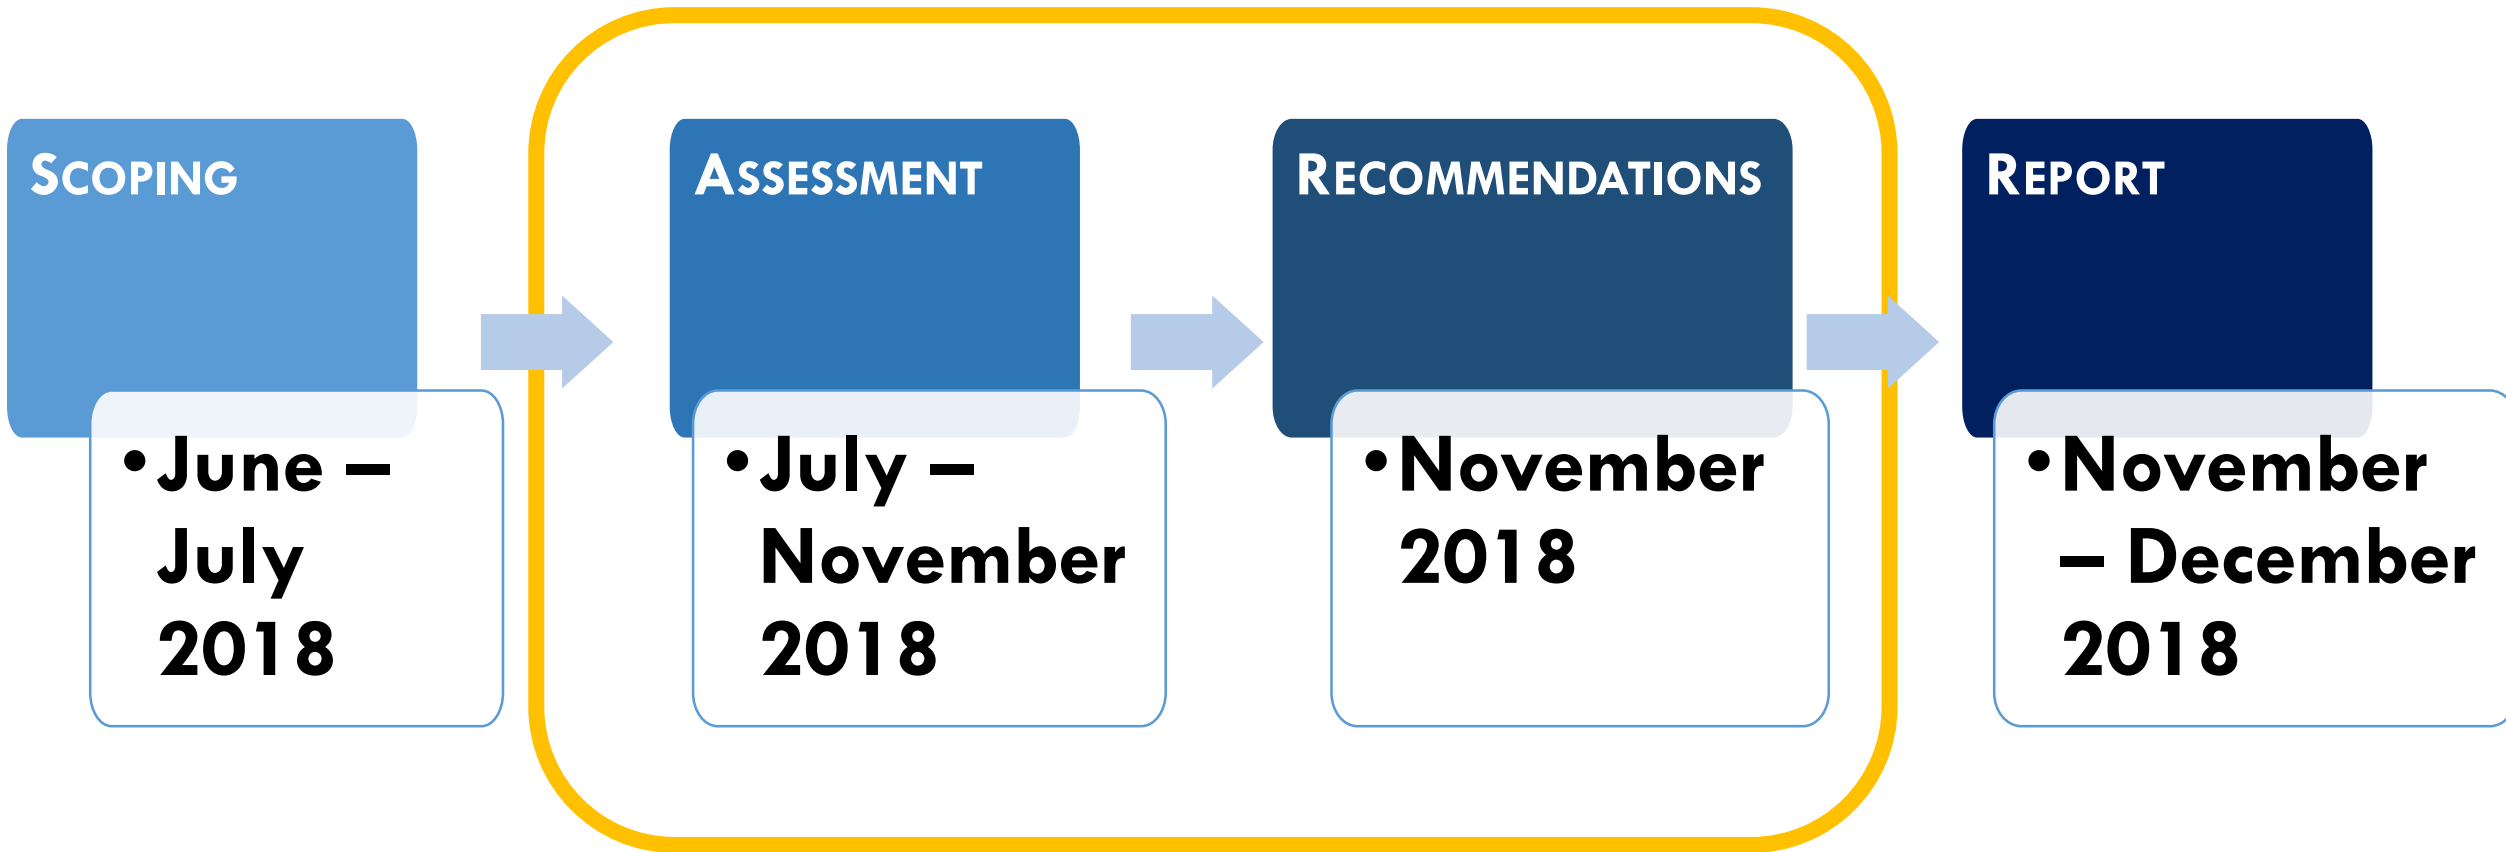 SCOPING
• June –
July
2018
ASSESSMENT
• July –
November
2018
RECOMMENDATIONS
• November
2018
REPORT
• November
– December
2018